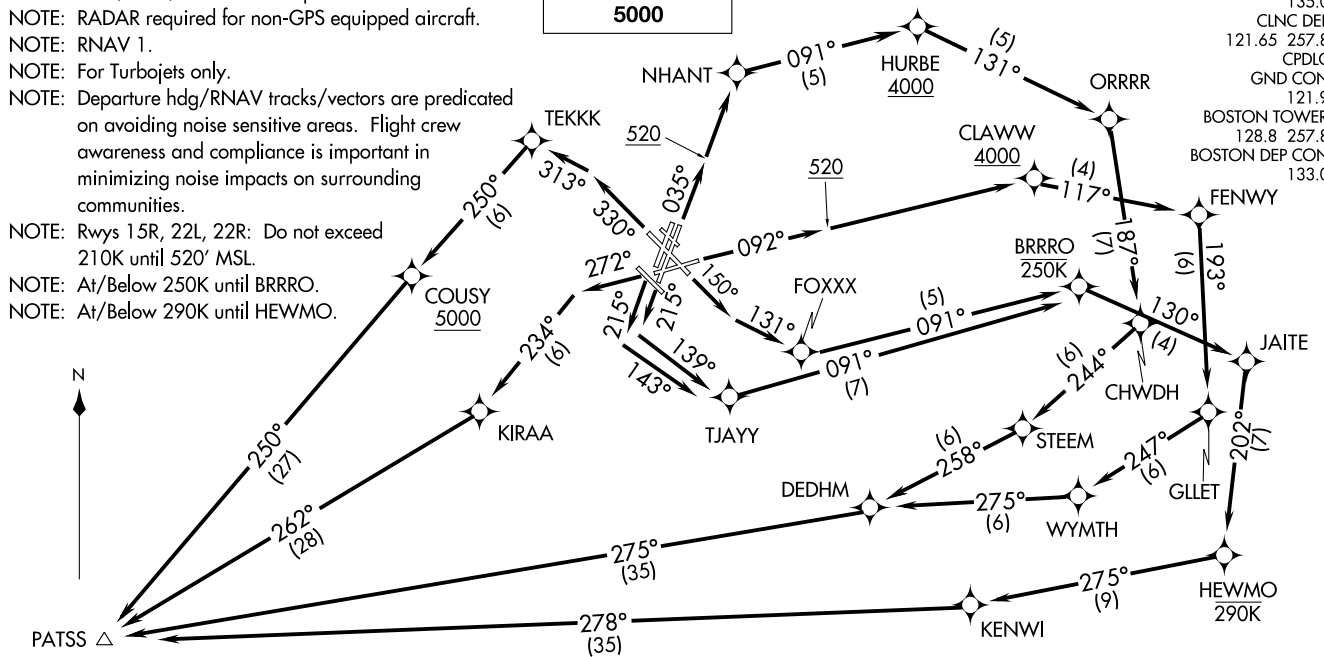 NOTE: RADAR required for non-GPS equipped aircraft.
NOTE: RNAV 1.
NOTE: For Turbojets only.
NOTE: Departure hdg/RNAV tracks/vectors are predicated
on avoiding noise sensitive areas. Flight crew
awareness and compliance is important in
minimizing noise impacts on surrounding
communities.
NOTE: Rwys 15R, 22L, 22R: Do not exceed
210K until 520' MSL.
NOTE: At/Below 250K until BRRRO.
NOTE: At/Below 290K until HEWMO.
5000
135.0
CLNC DEL
121.65 257.8
CPDLC
GND CON
121.9
BOSTON TOWER
128.8 257.8
BOSTON DEP CON
133.0
NHANT
091°
(5)
HURBE
4000
(5)
131°
ORRRR
TEKKK
520
CLAWW
4000
(4)
117°
FENWY
313°
330°
035°
520
250°
(6)
092°
187°
(7)
193°
(6)
272°
150°
BRRRO
250K
COUSY
5000
FOXXX
215°
215°
131°
(5)
091°
130°
(4)
JAITE
234°
(6)
139°
143°
091°
(7)
(6)
244°
CHWDH
N
KIRAA
TJAYY
STEEM
202°
(7)
250°
(27)
(6)
258°
247°
(6)
GLLET
DEDHM
275°
(6)
WYMTH
262°
(28)
275°
(35)
275°
(9)
HEWMO
290K
PATSS
278°
(35)
KENWI